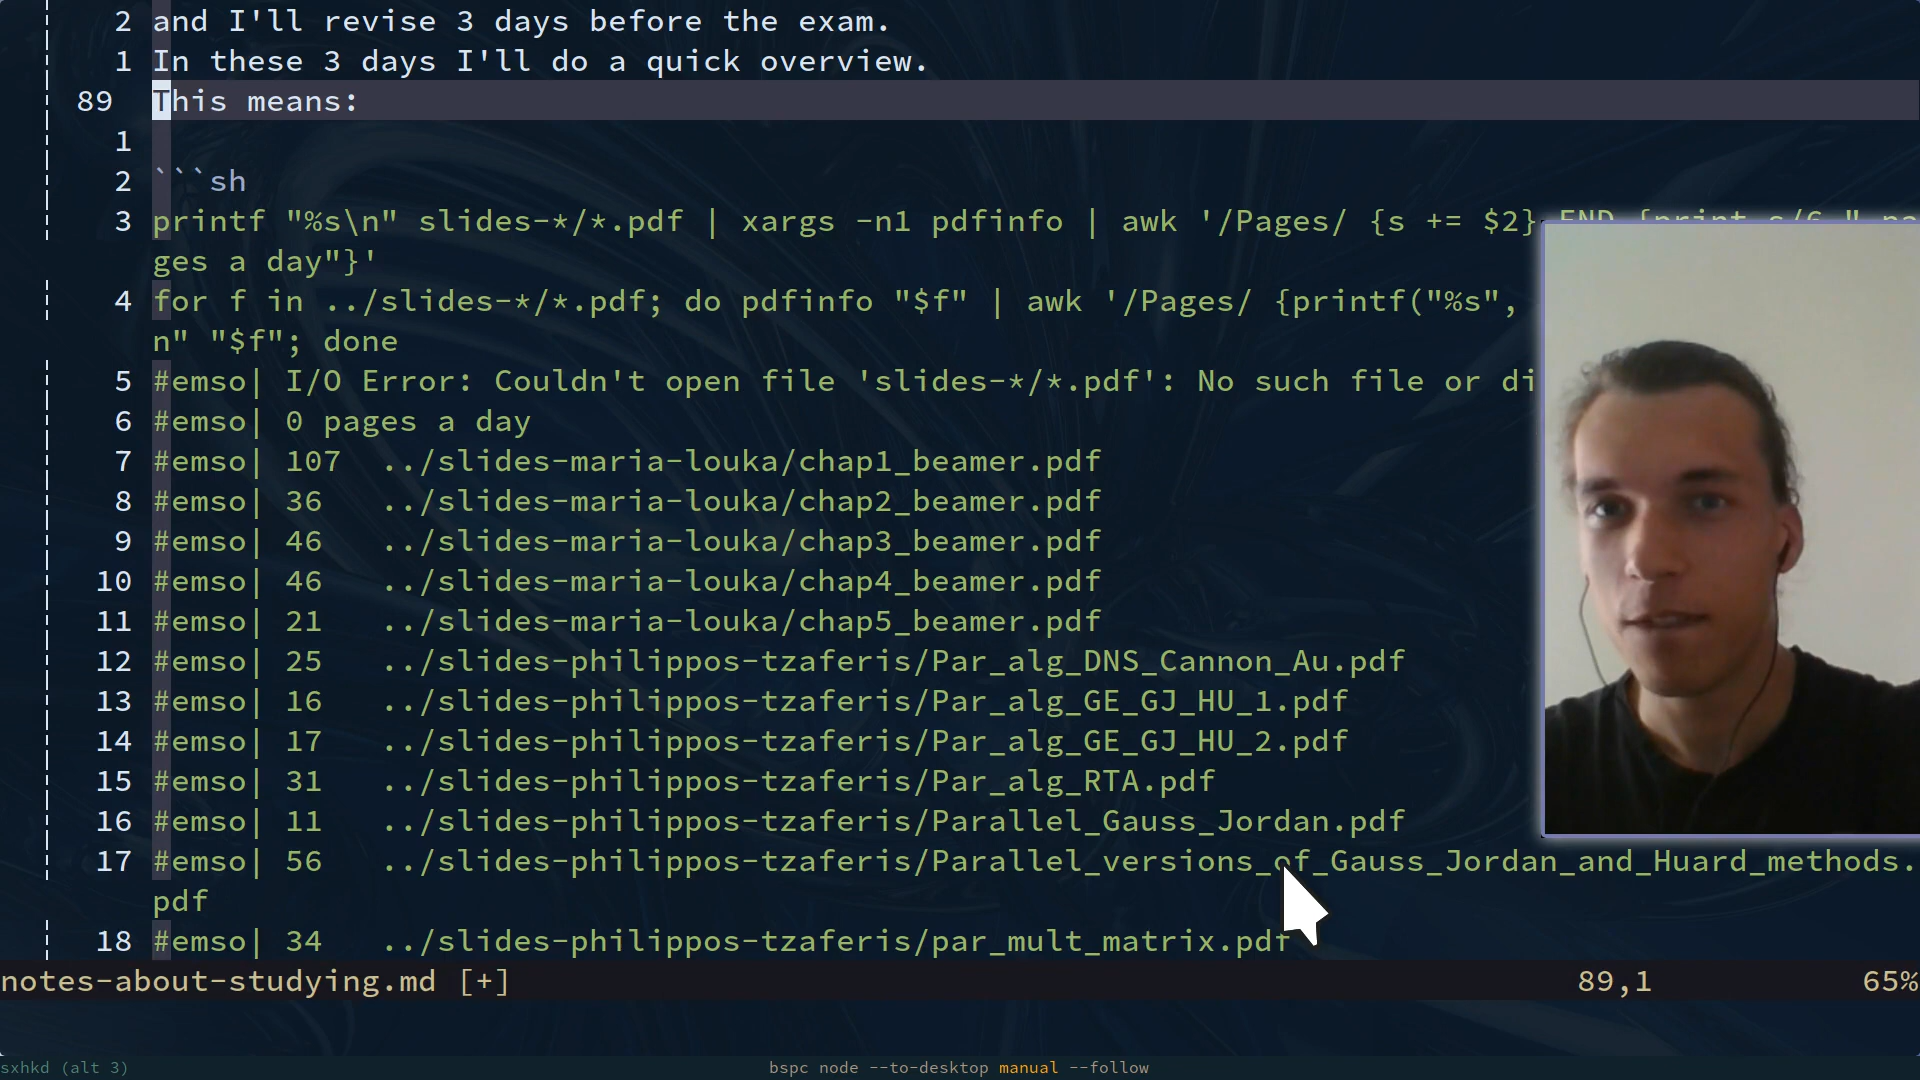 2 and I'll revise 3 days before the exam.
1 In these 3 days I'll do a quick overview.
89 This means:
1
2 ```sh
3 printf "%s\n" slides-*/*.pdf | xargs -n1 pdfinfo | awk '/Pages/ {s += $2} END {print s/6 " pa
ges a day"}'
4 for f in ../slides-*/*.pdf; do pdfinfo "$f" | awk '/Pages/ {printf("%s",
n" "$f"; done
5 #emso| I/O Error: Couldn't open file 'slides-*/*.pdf': No such file or di
6 #emso| 0 pages a day
7 #emso| 107 ../slides-maria-louka/chap1_beamer.pdf
8 #emso| 36 ../slides-maria-louka/chap2_beamer.pdf
9 #emso| 46 ../slides-maria-louka/chap3_beamer.pdf
10 #emso| 46 ../slides-maria-louka/chap4_beamer.pdf
11 #emso| 21 ../slides-maria-louka/chap5_beamer.pdf
12 #emso| 25 ../slides-philippos-tzaferis/Par_alg_DNS_Cannon_Au.pdf
13 #emso| 16 ../slides-philippos-tzaferis/Par_alg_GE_GJ_HU_1.pdf
14 #emso| 17 ../slides-philippos-tzaferis/Par_alg_GE_GJ_HU_2.pdf
15 #emso| 31 ../slides-philippos-tzaferis/Par_alg_RTA.pdf
16 #emso| 11 ../slides-philippos-tzaferis/Parallel_Gauss_Jordan.pdf
17 #emso| 56 ../slides-philippos-tzaferis/Parallel_versions_of_Gauss_Jordan_and_Huard_methods.
pdf
18 #emso| 34 ../slides-philippos-tzaferis/par_mult_matrix.pdf
notes-about-studying.md [+] 89,1 65%
sxhkd (alt 3) bspc node --to-desktop manual --follow